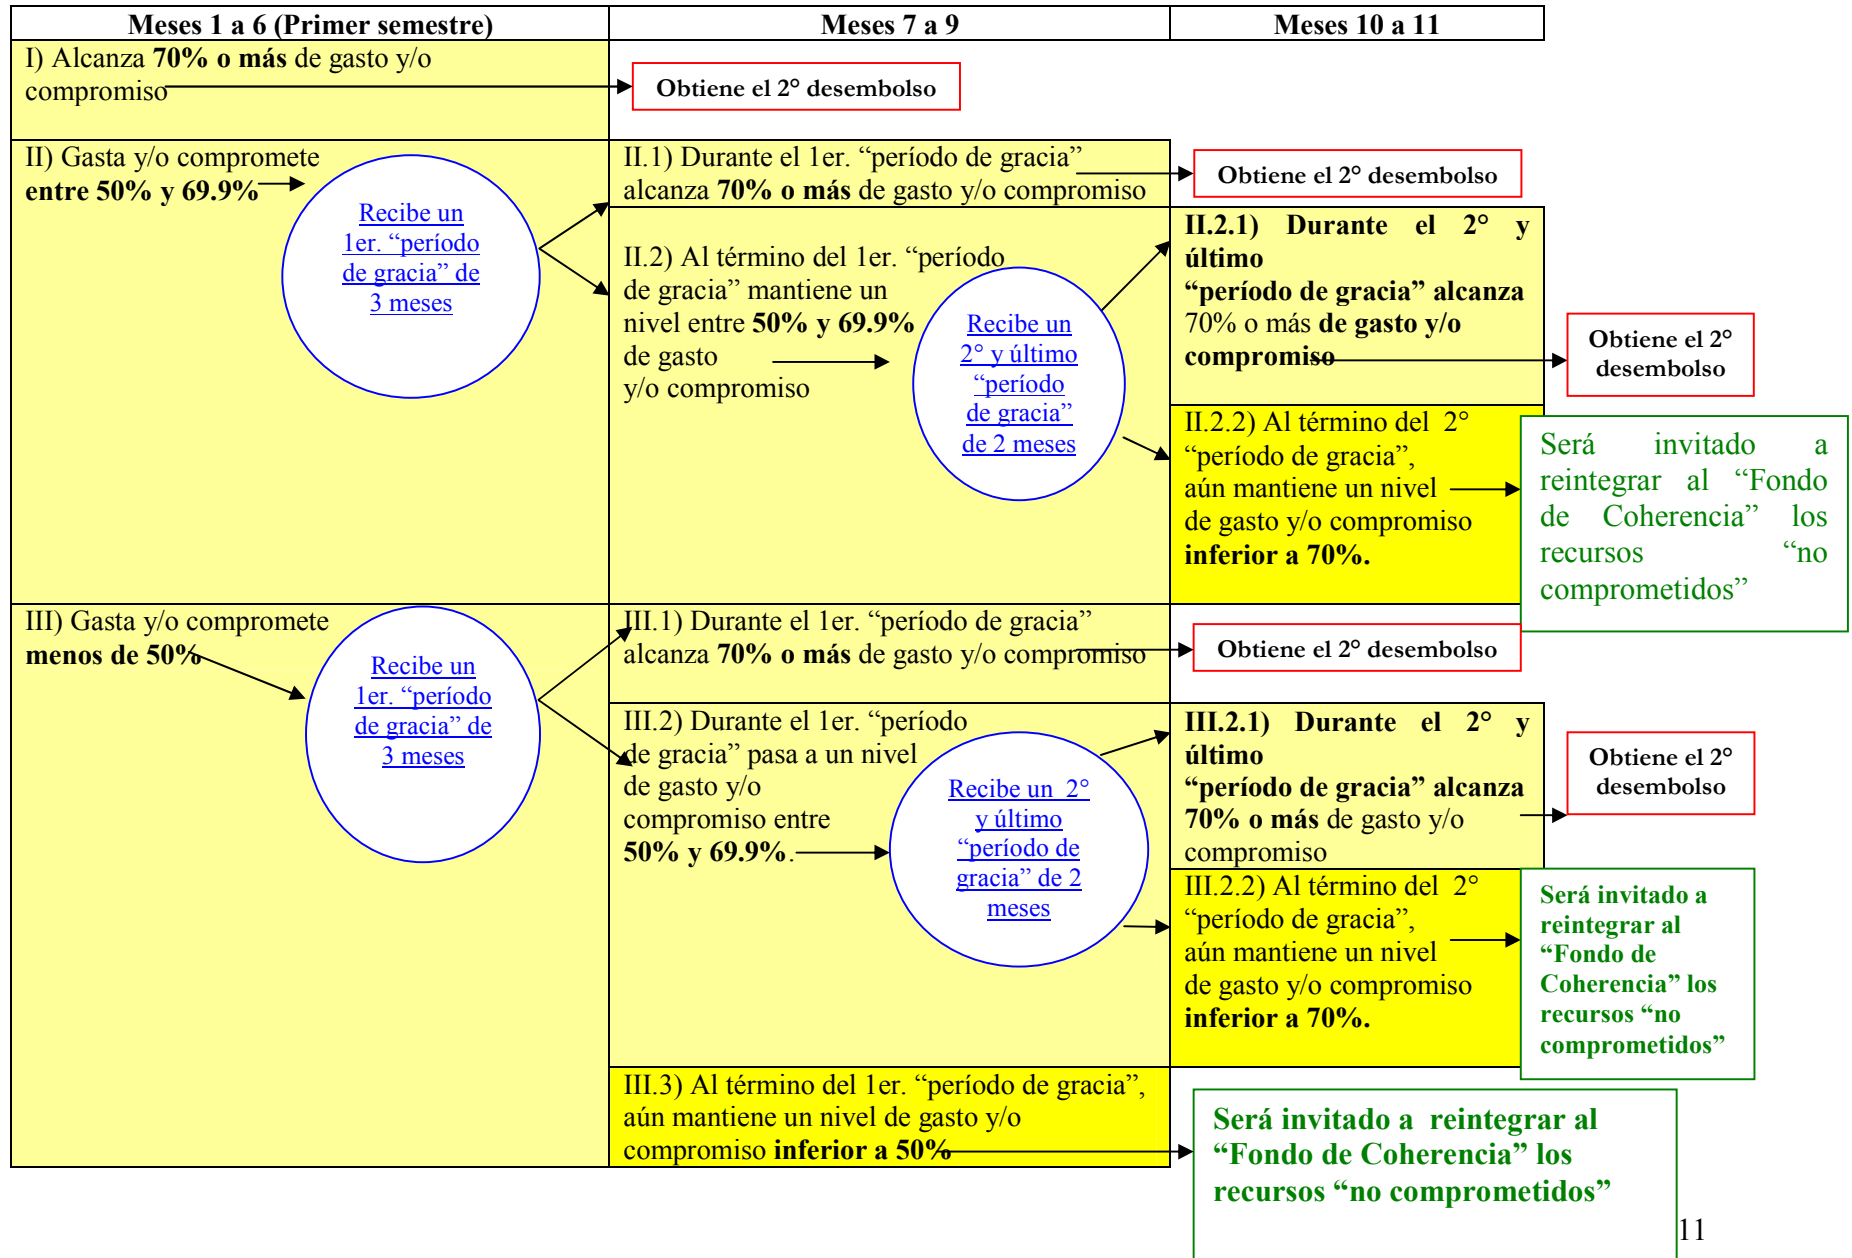 Meses 1 a 6 (Primer semestre)
Meses 7 a 9
Meses 10 a 11
I) Alcanza 70% o más de gasto y/o
compromiso
Obtiene el 2° desembolso
II) Gasta y/o compromete
entre 50% y 69.9%
Recibe un
1er. “período
de gracia” de
3 meses
II.1) Durante el 1er. “período de gracia”
alcanza 70% o más de gasto y/o compromiso
Obtiene el 2° desembolso
II.2) Al término del 1er. “período
de gracia” mantiene un
nivel entre 50% y 69.9%
de gasto
y/o compromiso
Recibe un
2° y último
“período
de gracia”
de 2 meses
II.2.1) Durante el 2° y
último
“período de gracia” alcanza
70% o más de gasto y/o
compromiso
Obtiene el 2°
desembolso
II.2.2) Al término del 2°
“período de gracia”,
aún mantiene un nivel
de gasto y/o compromiso
inferior a 70%.
Será invitado a
reintegrar al “Fondo
de Coherencia” los
recursos “no
comprometidos”
III) Gasta y/o compromete
menos de 50%
Recibe un
1er. “período
de gracia” de
3 meses
III.1) Durante el 1er. “período de gracia”
alcanza 70% o más de gasto y/o compromiso
Obtiene el 2° desembolso
III.2) Durante el 1er. “período
de gracia” pasa a un nivel
de gasto y/o
compromiso entre
50% y 69.9%.
Recibe un 2°
y último
“período de
gracia” de 2
meses
III.2.1) Durante el 2° y
último
“período de gracia” alcanza
70% o más de gasto y/o
compromiso
Obtiene el 2°
desembolso
III.2.2) Al término del 2°
“período de gracia”,
aún mantiene un nivel
de gasto y/o compromiso
inferior a 70%.
Será invitado a
reintegrar al
“Fondo de
Coherencia” los
recursos “no
comprometidos”
III.3) Al término del 1er. “período de gracia”,
aún mantiene un nivel de gasto y/o
compromiso inferior a 50%
Será invitado a reintegrar al
“Fondo de Coherencia” los
recursos “no comprometidos”
11